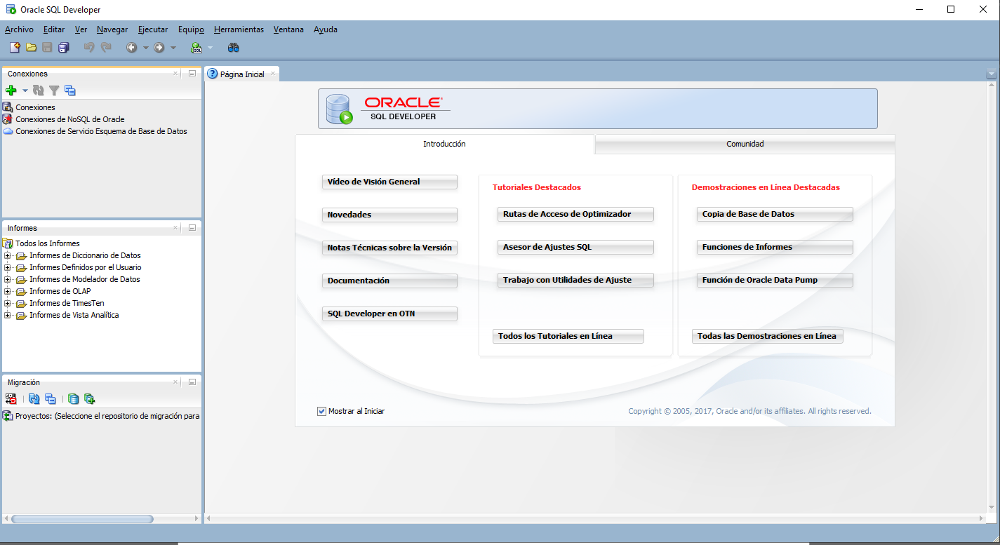 Oracle SQL Developer
Archivo Editar Ver Navegar Ejecutar Equipo Herramientas Ventana Ayuda
SQL
Conexiones
Conexiones
Conexiones de NoSQL de Oracle
Conexiones de Servicio Esquema de Base de Datos
Informes
Todos los Informes
Informes de Diccionario de Datos
Informes Definidos por el Usuario
Informes de Modelador de Datos
Informes de OLAP
Informes de TimesTen
Informes de Vista Analítica
Migración
SQL
Proyectos: (Seleccione el repositorio de migración para
Página Inicial
ORACLE
SQL DEVELOPER
Introducción
Comunidad
Vídeo de Visión General
Novedades
Notas Técnicas sobre la Versión
Documentación
SQL Developer en OTN
Tutoriales Destacados
Rutas de Acceso de Optimizador
Asesor de Ajustes SQL
Trabajo con Utilidades de Ajuste
Todos los Tutoriales en Línea
Demostraciones en Línea Destacadas
Copia de Base de Datos
Funciones de Informes
Función de Oracle Data Pump
Todas las Demostraciones en Línea
Mostrar al Iniciar
Copyright © 2005, 2017, Oracle and/or its affiliates. All rights reserved.